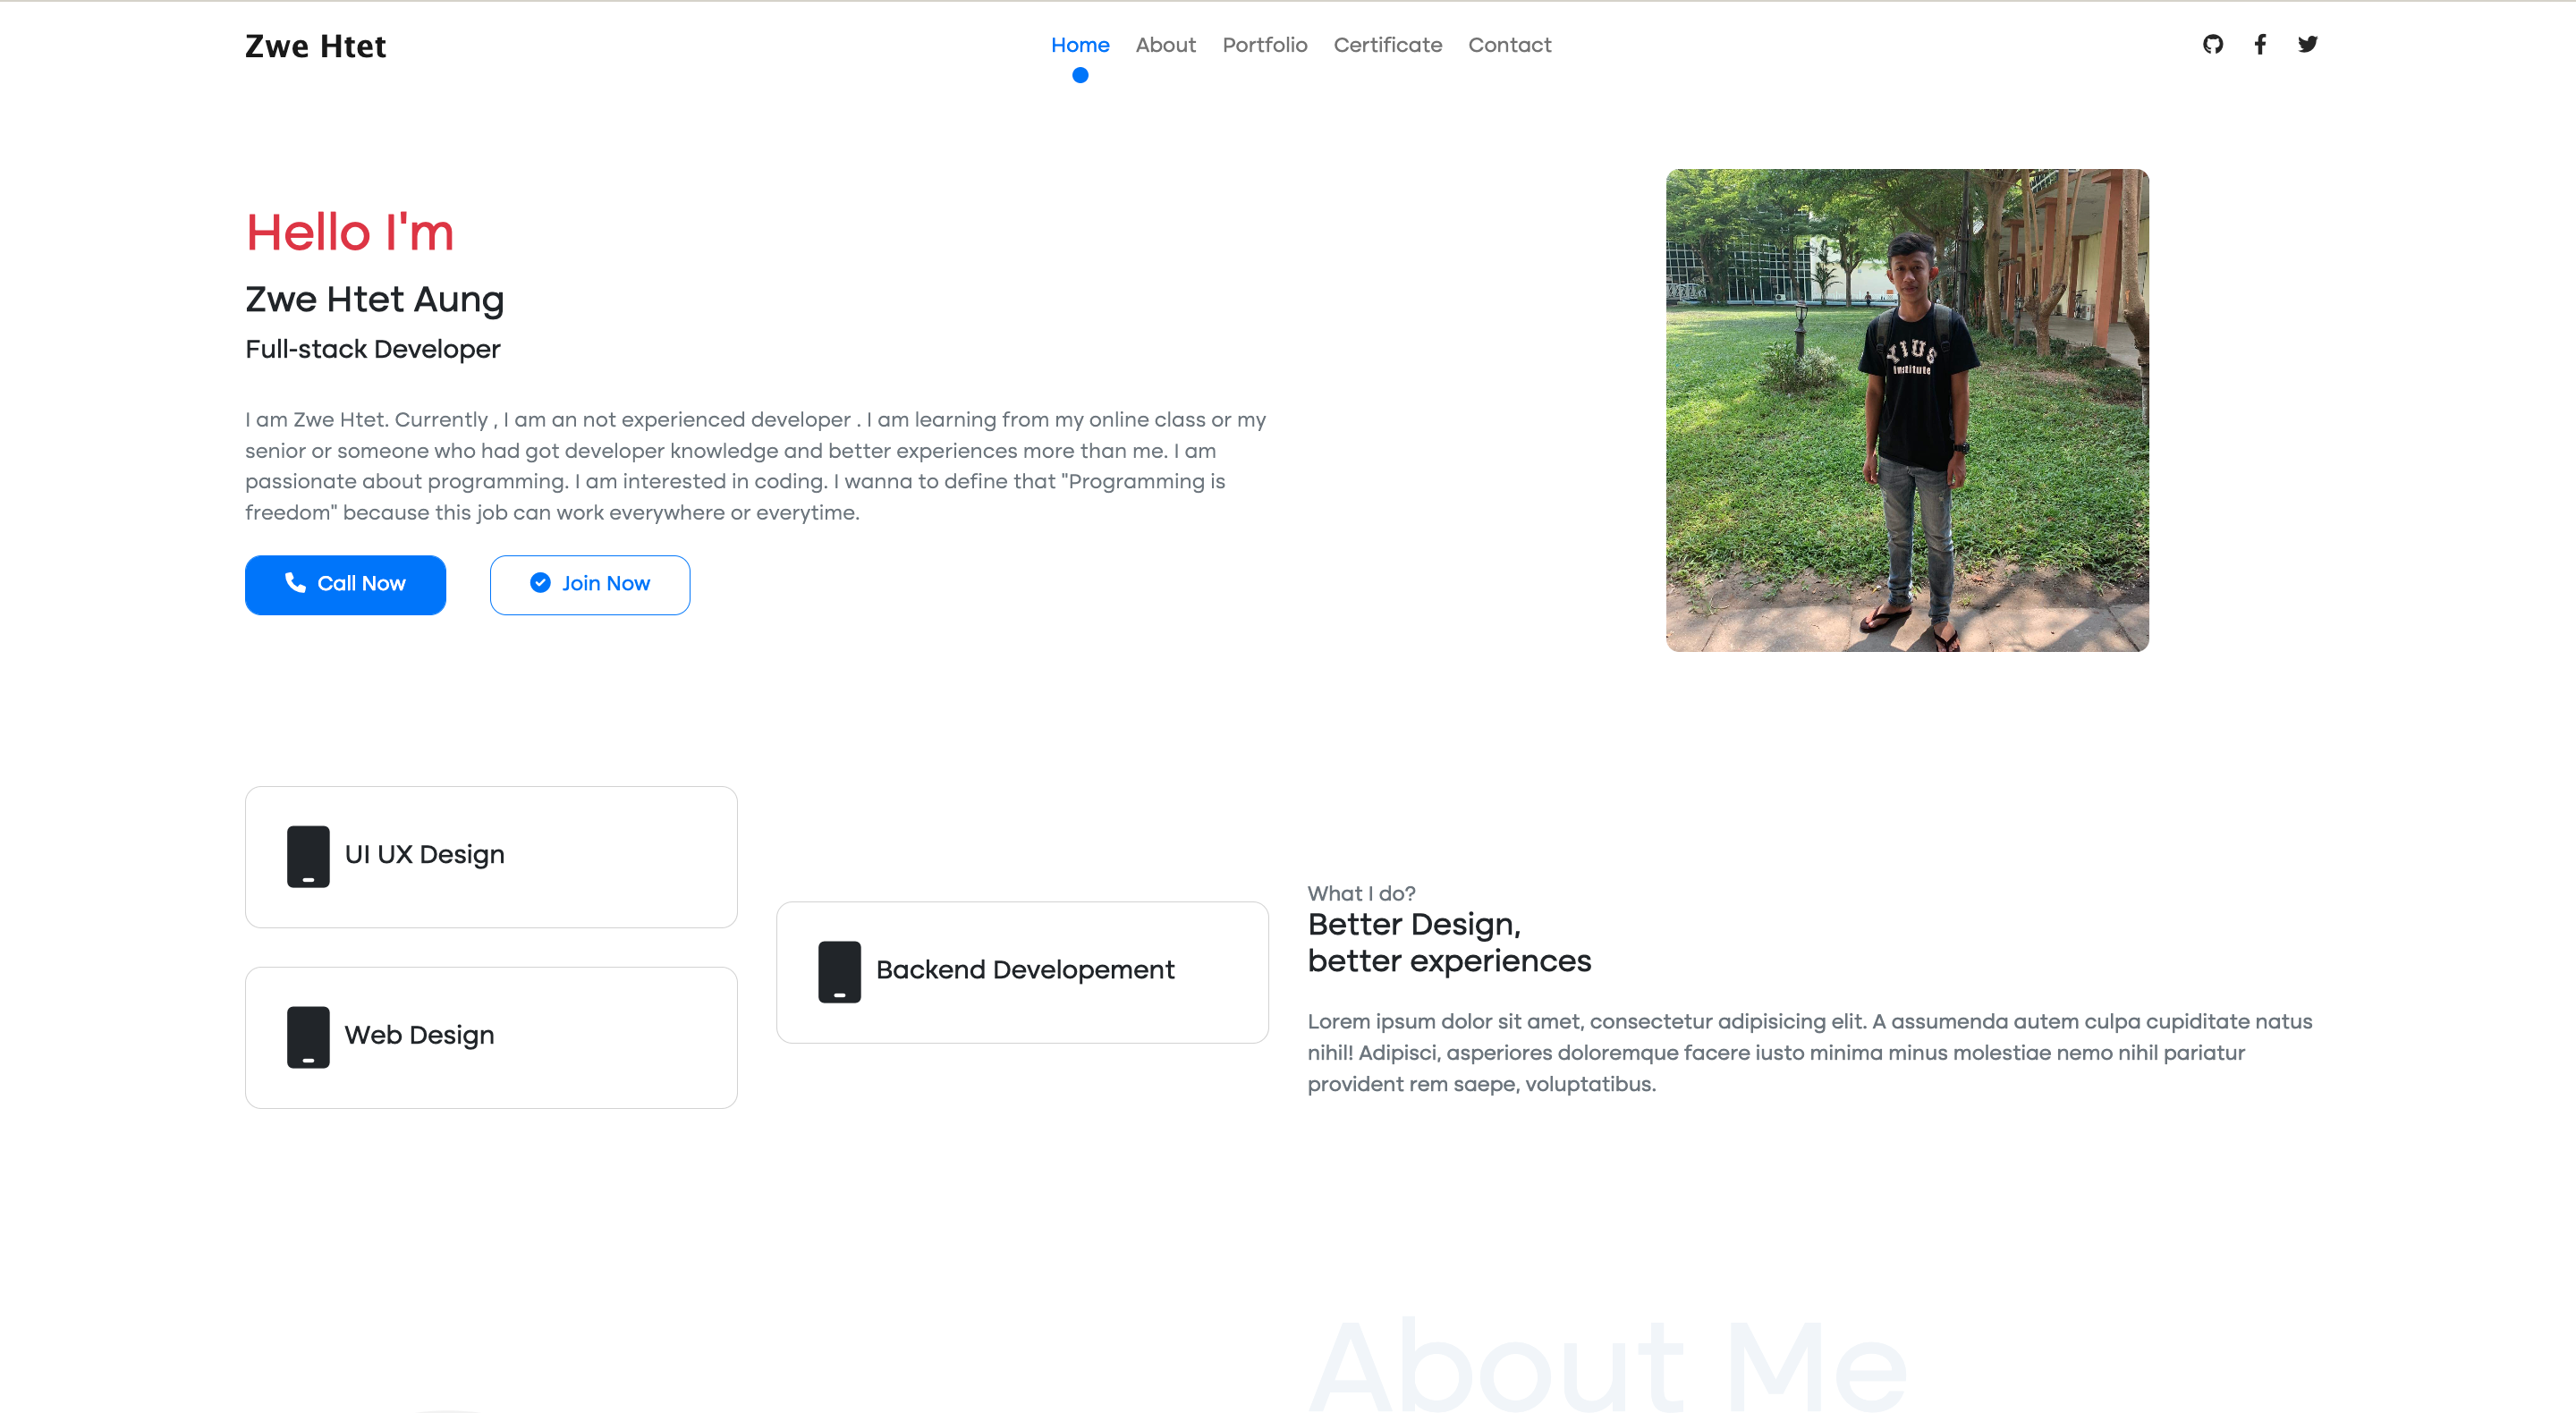 Zwe Htet
Home About Portfolio Certificate Contact
Hello I'm
Zwe Htet Aung
Full-stack Developer
I am Zwe Htet. Currently , I am an not experienced developer . I am learning from my online class or my
senior or someone who had got developer knowledge and better experiences more than me. I am
passionate about programming. I am interested in coding. I wanna to define that "Programming is
freedom" because this job can work everywhere or everytime.
Call Now
Join Now
YIUS
Institute
UI UX Design
Web Design
Backend Developement
What I do?
Better Design,
better experiences
Lorem ipsum dolor sit amet, consectetur adipisicing elit. A assumenda autem culpa cupiditate natus
nihil! Adipisci, asperiores doloremque facere iusto minima minus molestiae nemo nihil pariatur
provident rem saepe, voluptatibus.
About Me